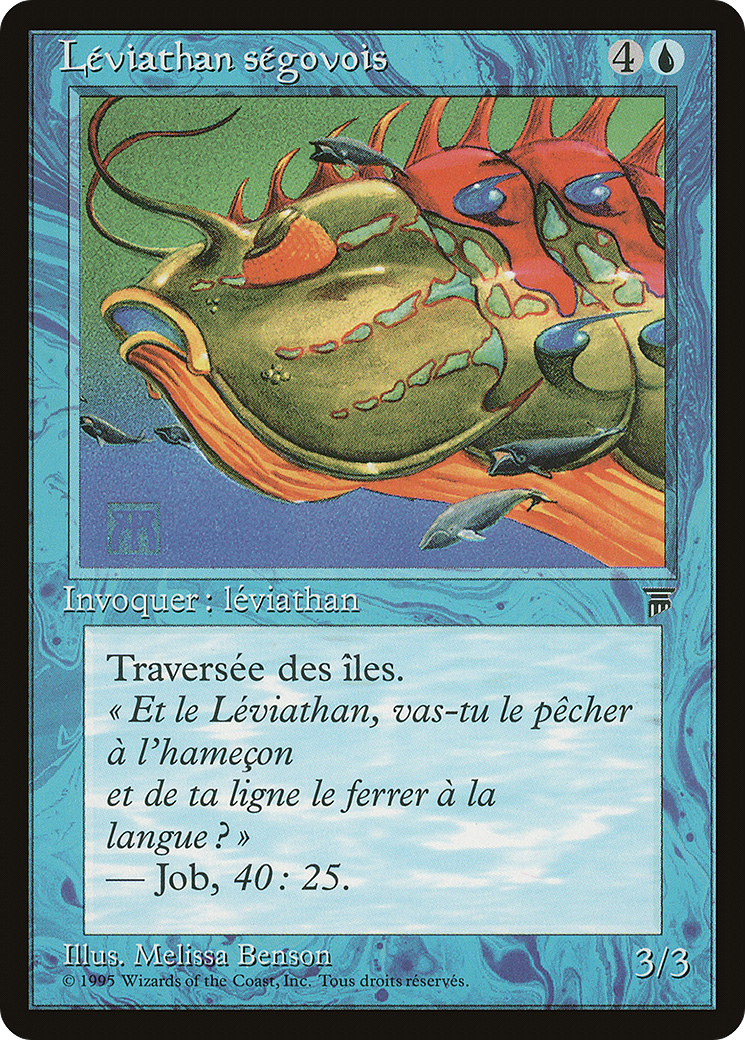 Léviathan ségovois
4
Invoquer : léviathan
Traversée des îles.
« Et le Léviathan, vas-tu le pêcher
à l'hameçon
et de ta ligne le ferrer à la
langue ? »
— Job, 40 : 25.
Illus. Melissa Benson
3/3
© 1995 Wizards of the Coast, Inc. Tous droits réservés.